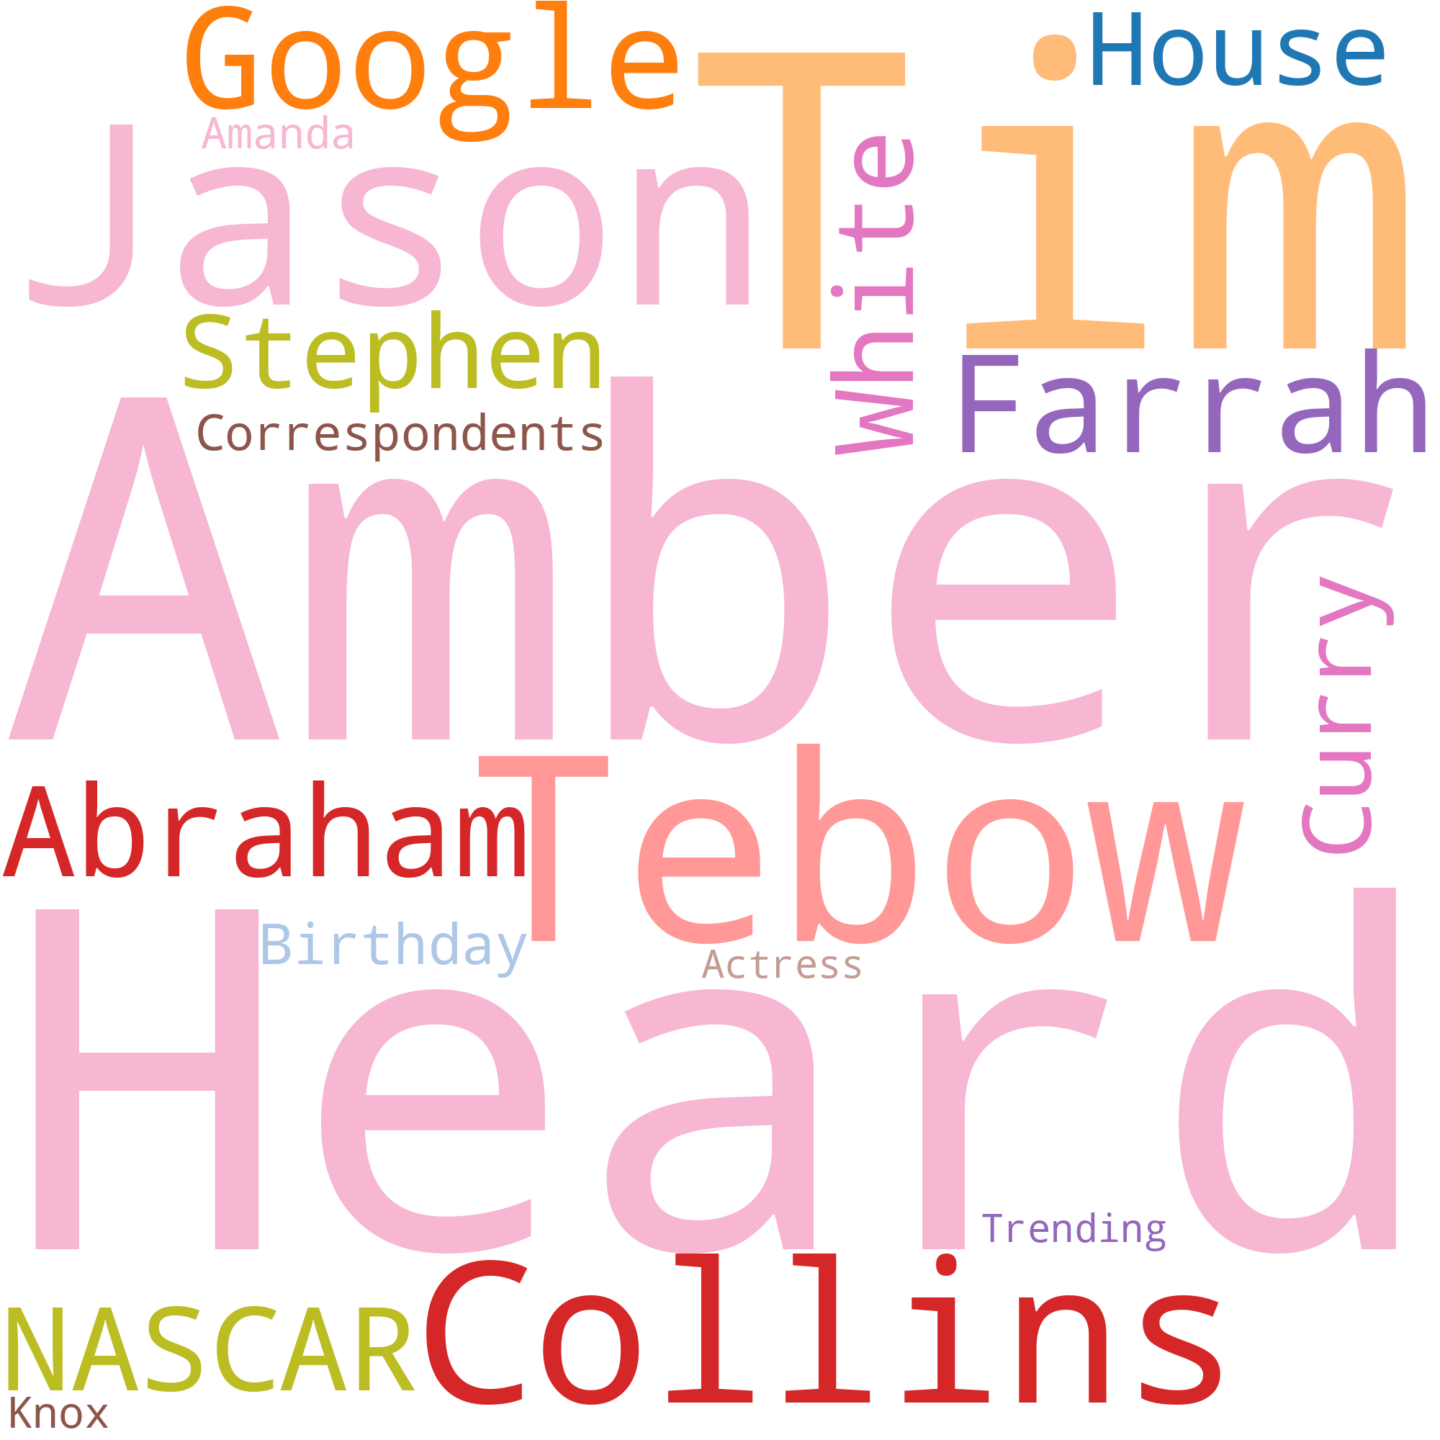 Google
House
Tim
Amanda
Jason
White
Stephen
Farrah
Correspondents
Amber
Curry
Tebow
Abraham
Birthday
Actress
Heard
Trending
Collins
NASCAR
Knox